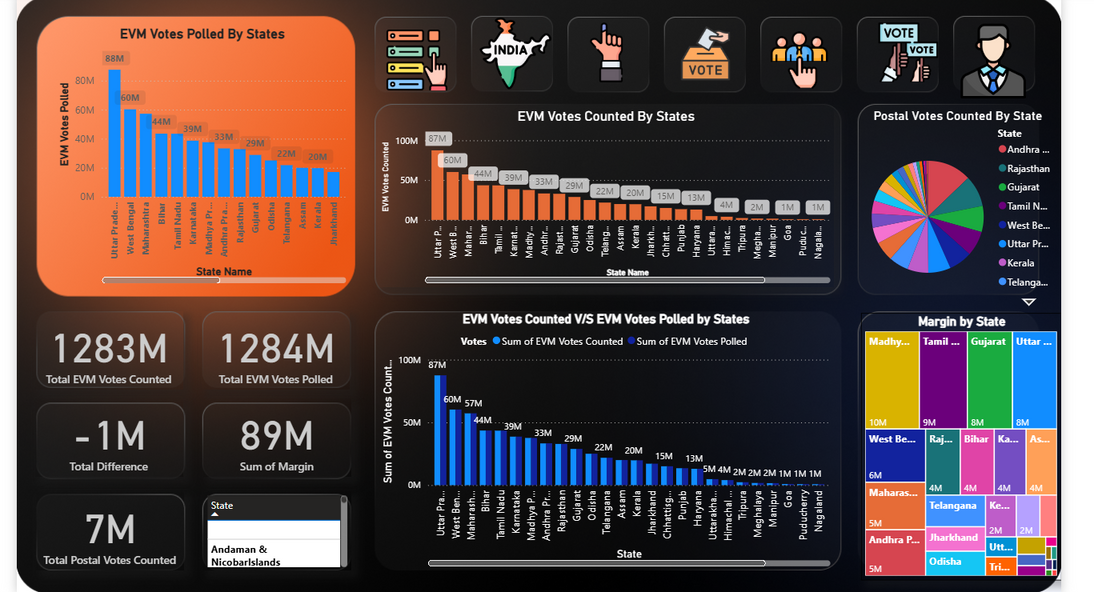 EVM Votes Polled By States
EVM Votes Polled
80M
60M
40M
20M
0M
88M
60M
44M
39M
33M
29M
22M
20M
Uttar Prade...
West Bengal
Maharashtra
Bihar
Tamil Nadu
Karnataka
Madhya Pr...
Andhra Pra...
Rajasthan
Gujarat
Odisha
Telangana
Assam
Kerala
Jharkhand
State Name
INDIA
VOTE
VOTE
VOTE
EVM Votes Counted By States
EVM Votes Counted
100M
50M
0M
87M
60M
44M
39M
33M
29M
22M
20M
15M
13M
4M
2M
1M
1M
Uttar P...
West B...
Mahar...
Bihar
Tamil ...
Karnat...
Madhy...
Andhr...
Rajast...
Gujarat
Odisha
Telang...
Assam
Kerala
Jharkh...
Chhatt...
Punjab
Haryana
Uttara...
Himac...
Tripura
Megha...
Manipur
Goa
Pudu c...
Nagala...
State Name
Postal Votes Counted By State
State
Andhra ...
Rajasthan
Gujarat
Tamil N...
West Be...
Uttar Pr...
Kerala
Telanga...
1283M
Total EVM Votes Counted
1284M
Total EVM Votes Polled
-1M
Total Difference
89M
Sum of Margin
7M
Total Postal Votes Counted
State
Andaman &
NicobarIslands
EVM Votes Counted V/S EVM Votes Polled by States
Votes Sum of EVM Votes Counted Sum of EVM Votes Polled
Sum of EVM Votes Count...
100M
50M
0M
87M
60M
57M
44M
39M
33M
29M
22M
20M
15M
13M
5M
4M
2M
2M
2M
1M
1M
1M
Uttar Pra...
West Ben...
Maharash...
Bihar
Tamil Nadu
Karnataka
Madhya P...
Andhra Pr...
Rajasthan
Gujarat
Odisha
Telangana
Assam
Kerala
Jharkhand
Chhattisg...
Punjab
Haryana
Uttarakha...
Himachal ...
Tripura
Meghalaya
Manipur
Goa
Puducherry
Nagaland
State
Margin by State
Madhy...
10M
Tamil ...
9M
Gujarat
8M
Uttar ...
8M
West Be...
6M
Raj...
4M
Bihar
4M
Ka...
4M
As...
4M
Maharas...
5M
Telangana
Ke...
2M
2M
Andhra P...
5M
Jharkhand
Odisha
Utt...
Tri...